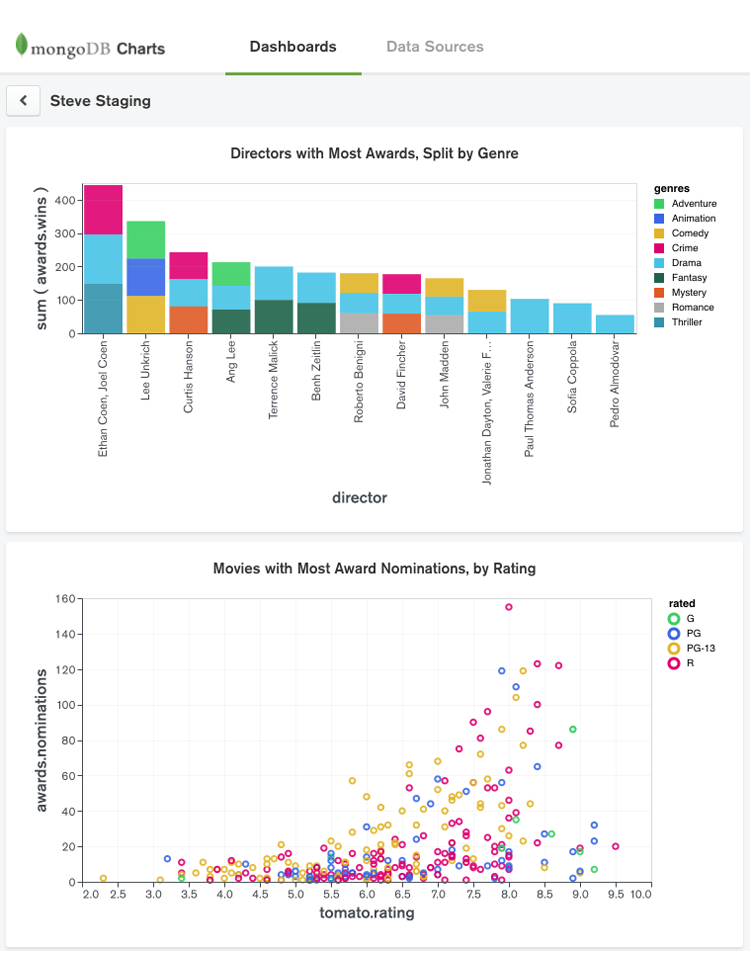 mongoDB Charts
Dashboards
Data Sources
Steve Staging
Directors with Most Awards, Split by Genre
sum ( awards.wins )
400
300
200
100
0
Ethan Coen, Joel Coen
Lee Unkrich
Curtis Hanson
Ang Lee
Terrence Malick
Benh Zeitlin
Roberto Benigni
David Fincher
John Madden
Jonathan Dayton, Valerie F…
Paul Thomas Anderson
Sofia Coppola
Pedro Almodóvar
director
genres
Adventure
Animation
Comedy
Crime
Drama
Fantasy
Mystery
Romance
Thriller
Movies with Most Award Nominations, by Rating
awards.nominations
160
140
120
100
80
60
40
20
0
2.0 2.5 3.0 3.5 4.0 4.5 5.0 5.5 6.0 6.5 7.0 7.5 8.0 8.5 9.0 9.5 10.0
tomato.rating
rated
G
PG
PG-13
R